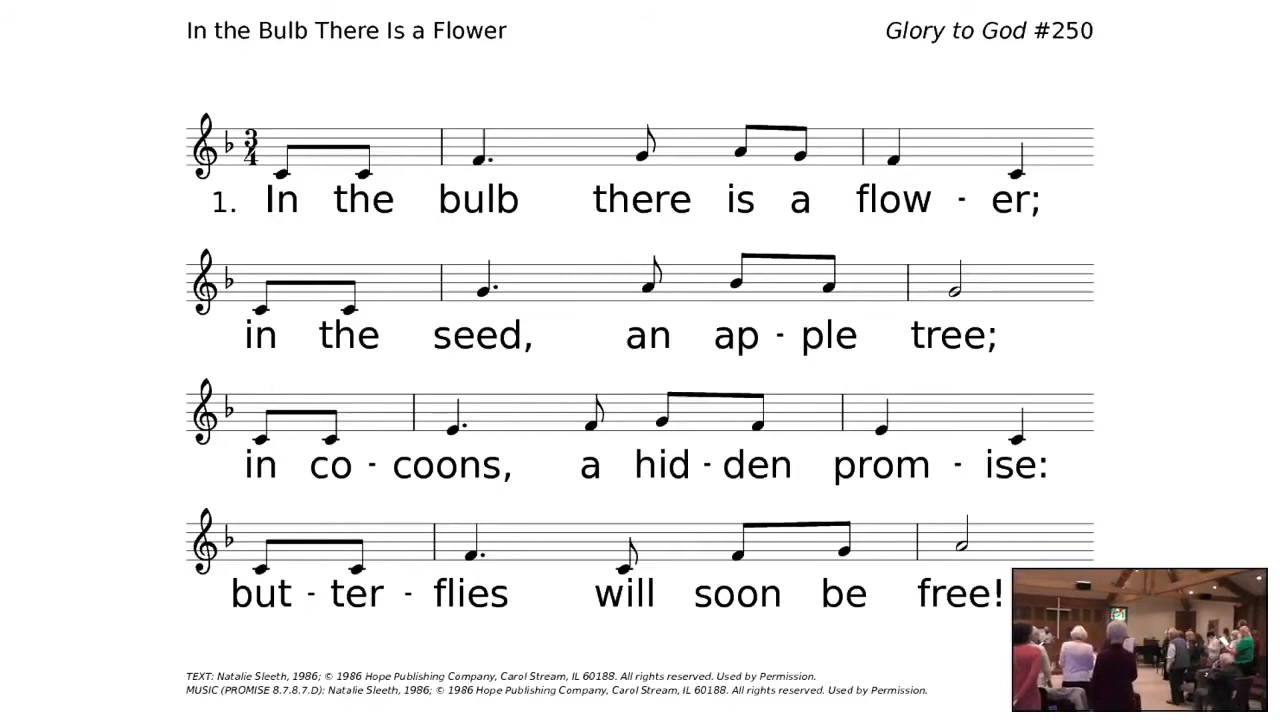 In the Bulb There Is a Flower
Glory to God #250
3
4
1. In the bulb there is a flow - er;
in the seed, an ap - ple tree;
in co - coons, a hid - den prom - ise:
but - ter - flies will soon be free!
TEXT: Natalie Sleeth, 1986; © 1986 Hope Publishing Company, Carol Stream, IL 60188. All rights reserved. Used by Permission.
MUSIC (PROMISE 8.7.8.7.D): Natalie Sleeth, 1986; © 1986 Hope Publishing Company, Carol Stream, IL 60188. All rights reserved. Used by Permission.